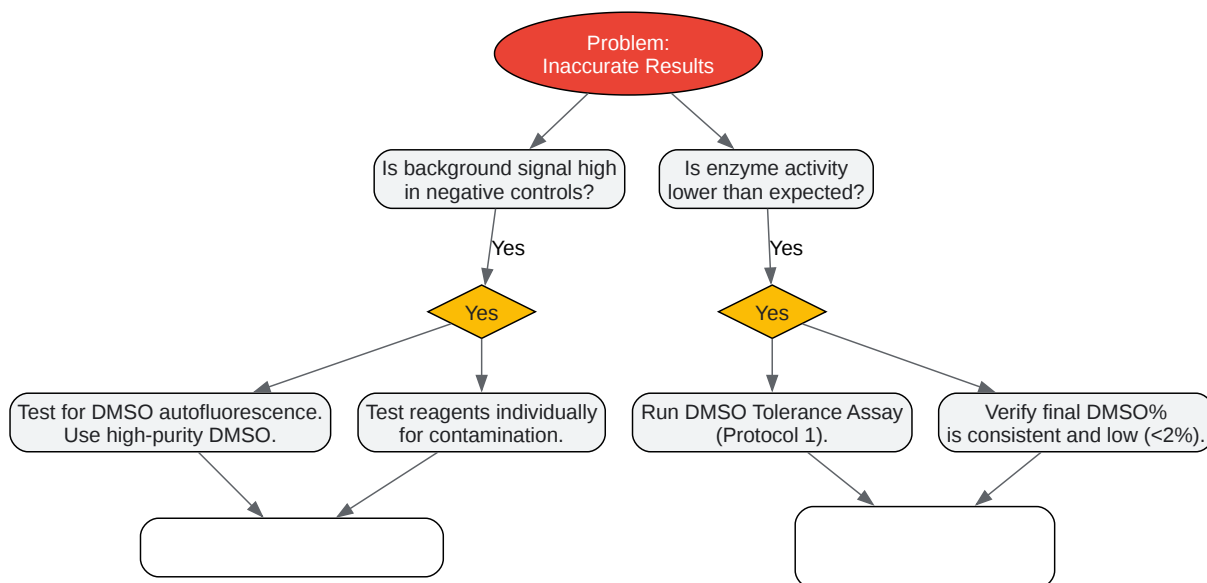 Problem:
Inaccurate Results
Is background signal high
in negative controls?
Is enzyme activity
lower than expected?
Yes
Yes
Yes
Yes
Test for DMSO autofluorescence.
Use high-purity DMSO.
Test reagents individually
for contamination.
Run DMSO Tolerance Assay
(Protocol 1).
Verify final DMSO%
is consistent and low (<2%).